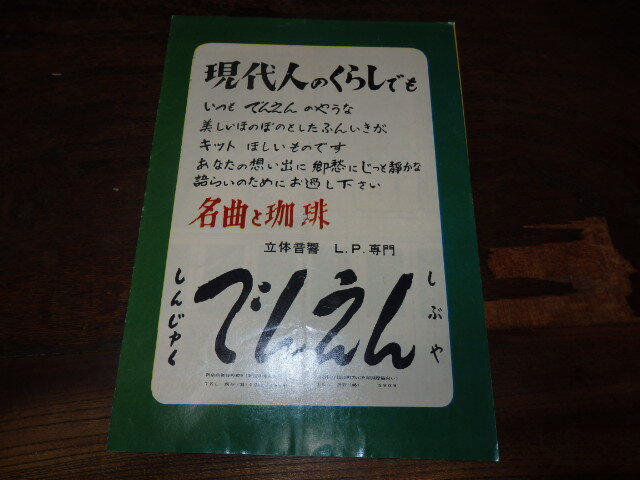 現代人のくらしでも
いつも でんえん のやうな
美しいほのぼのとしたふんいきが
キット ほしいものです
あなたの想い出に 郷愁に じっと静かな
語らいのためにお過し下さい
名曲と珈琲
立体音響 L.P.専門
しんじゅく
でんえん
しぶや